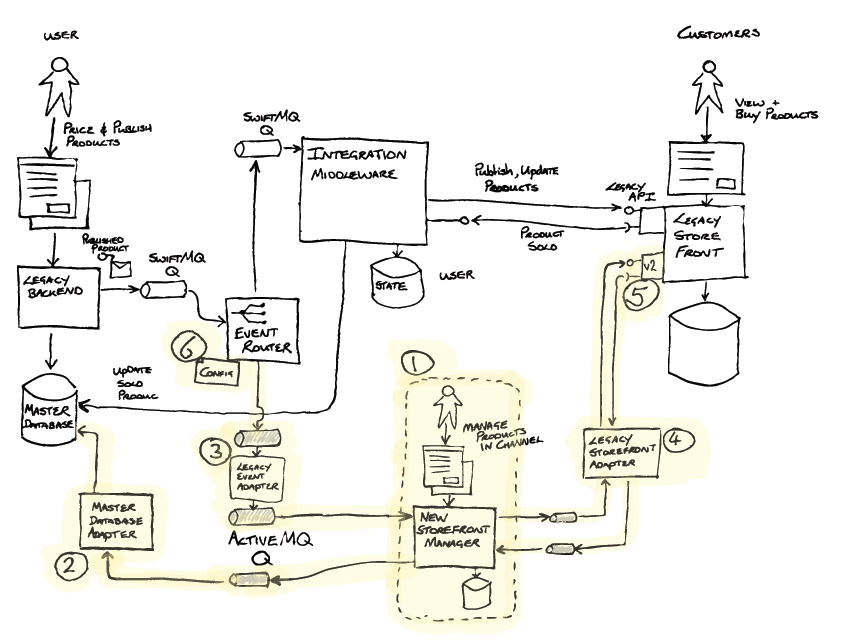 USER
CUSTOMERS
PRICE & PUBLISH
PRODUCTS
VIEW +
BUY PRODUCTS
SWIFTMQ
Q
INTEGRATION
MIDDLEWARE
Publish, UPDATE
PRODUCTS
LEGACY
API
PRODUCT
SOLD
LEGACY
STORE
FRONT
V2
5
PUBLISHED
PRODUCT
SWIFTMQ
Q
LEGACY
BACKEND
STATE
USER
EVENT
ROUTER
6
CONFIG
UPDATE
SOLD
PRODUC
MASTER
DATABASE
1
MANAGE
PRODUCTS
IN CHANNEL
3
LEGACY
EVENT
ADAPTER
LEGACY
STOREFRONT
ADAPTER
4
MASTER
DATABASE
ADAPTER
2
ACTIVE MQ
Q
NEW
STOREFRONT
MANAGER